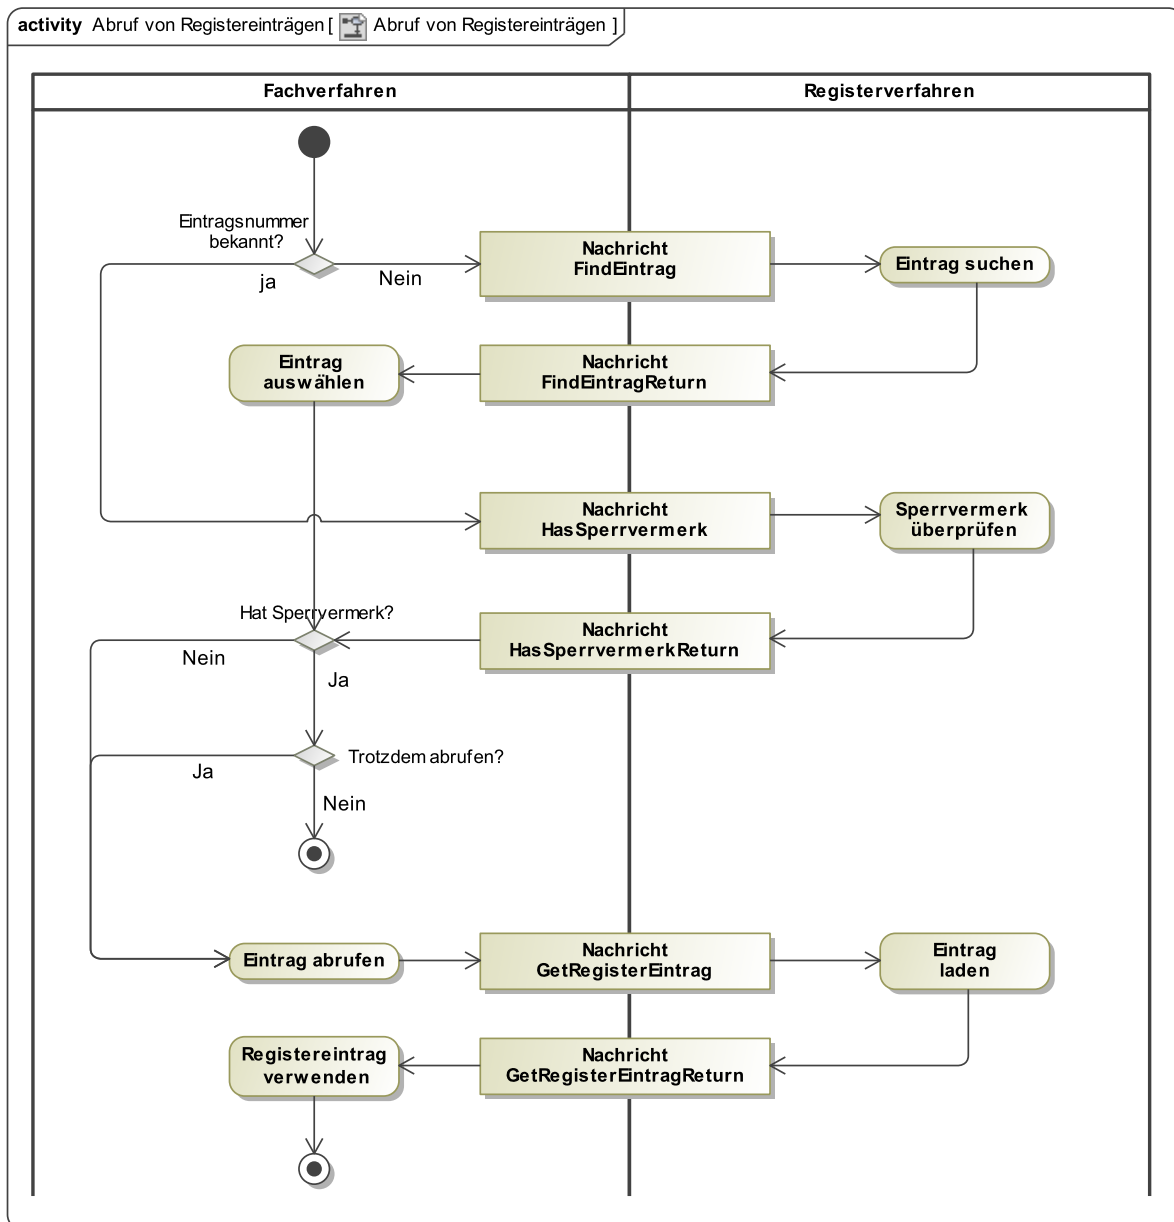 activity Abruf von Registereinträgen [ Abruf von Registereinträgen ]
Fachverfahren
Registerverfahren
Eintragsnummer
bekannt?
ja
Nein
Nachricht
FindEintrag
Eintrag suchen
Eintrag
auswählen
Nachricht
FindEintragReturn
Nachricht
HasSperrvermerk
Sperrvermerk
überprüfen
Hat Sperrvermerk?
Nein
Ja
Nachricht
HasSperrvermerkReturn
Trotzdem abrufen?
Ja
Nein
Eintrag abrufen
Nachricht
GetRegisterEintrag
Eintrag
laden
Registereintrag
verwenden
Nachricht
GetRegisterEintragReturn